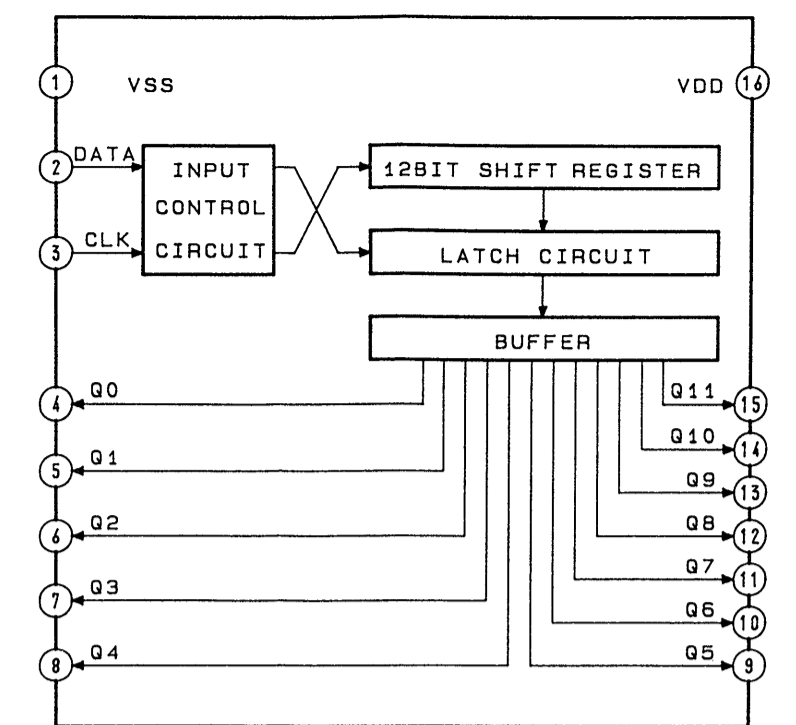 1 VSS VDD 16
2 DATA
INPUT
CONTROL
CIRCUIT
12BIT SHIFT REGISTER
3 CLK
LATCH CIRCUIT
BUFFER
4 Q0 Q11 15
Q10 14
5 Q1
Q9 13
6 Q2 Q8 12
Q7 11
7 Q3
Q6 10
8 Q4 Q5 9